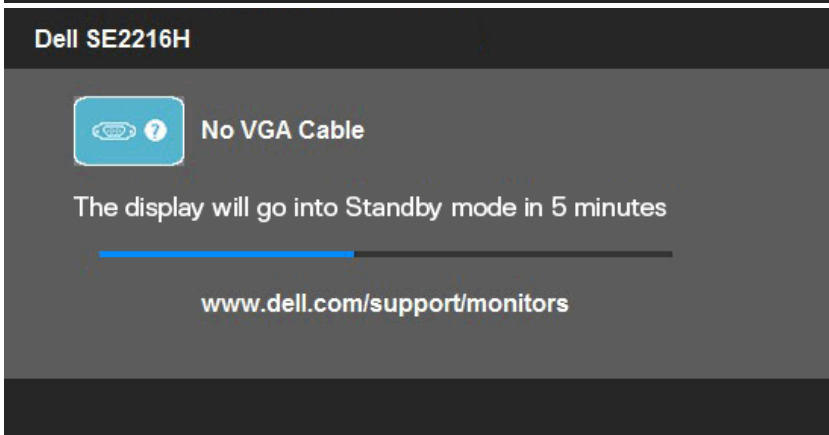 Dell SE2216H
? No VGA Cable
The display will go into Standby mode in 5 minutes
www.dell.com/support/monitors